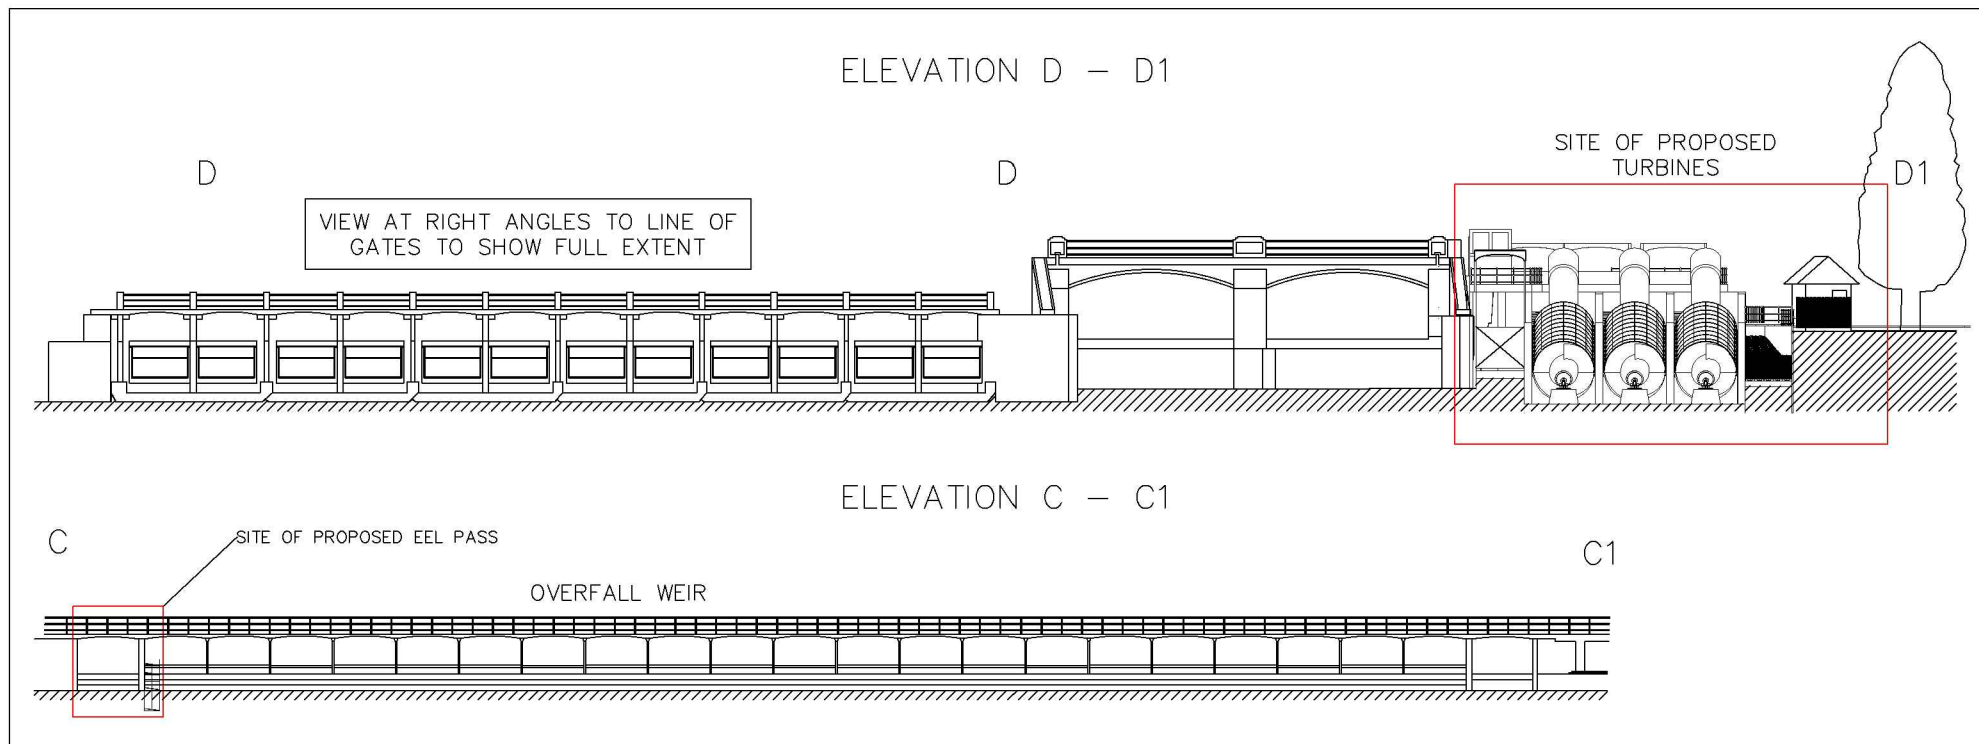 ELEVATION D – D1
SITE OF PROPOSED
TURBINES
D
D
D1
VIEW AT RIGHT ANGLES TO LINE OF
GATES TO SHOW FULL EXTENT
ELEVATION C – C1
C
SITE OF PROPOSED EEL PASS
C1
OVERFALL WEIR